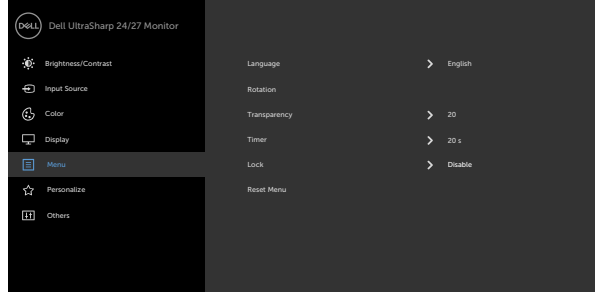 DELL Dell UltraSharp 24/27 Monitor
Brightness/Contrast
Input Source
Color
Display
Menu
Personalize
Others
Language English
Rotation
Transparency 20
Timer 20 s
Lock Disable
Reset Menu